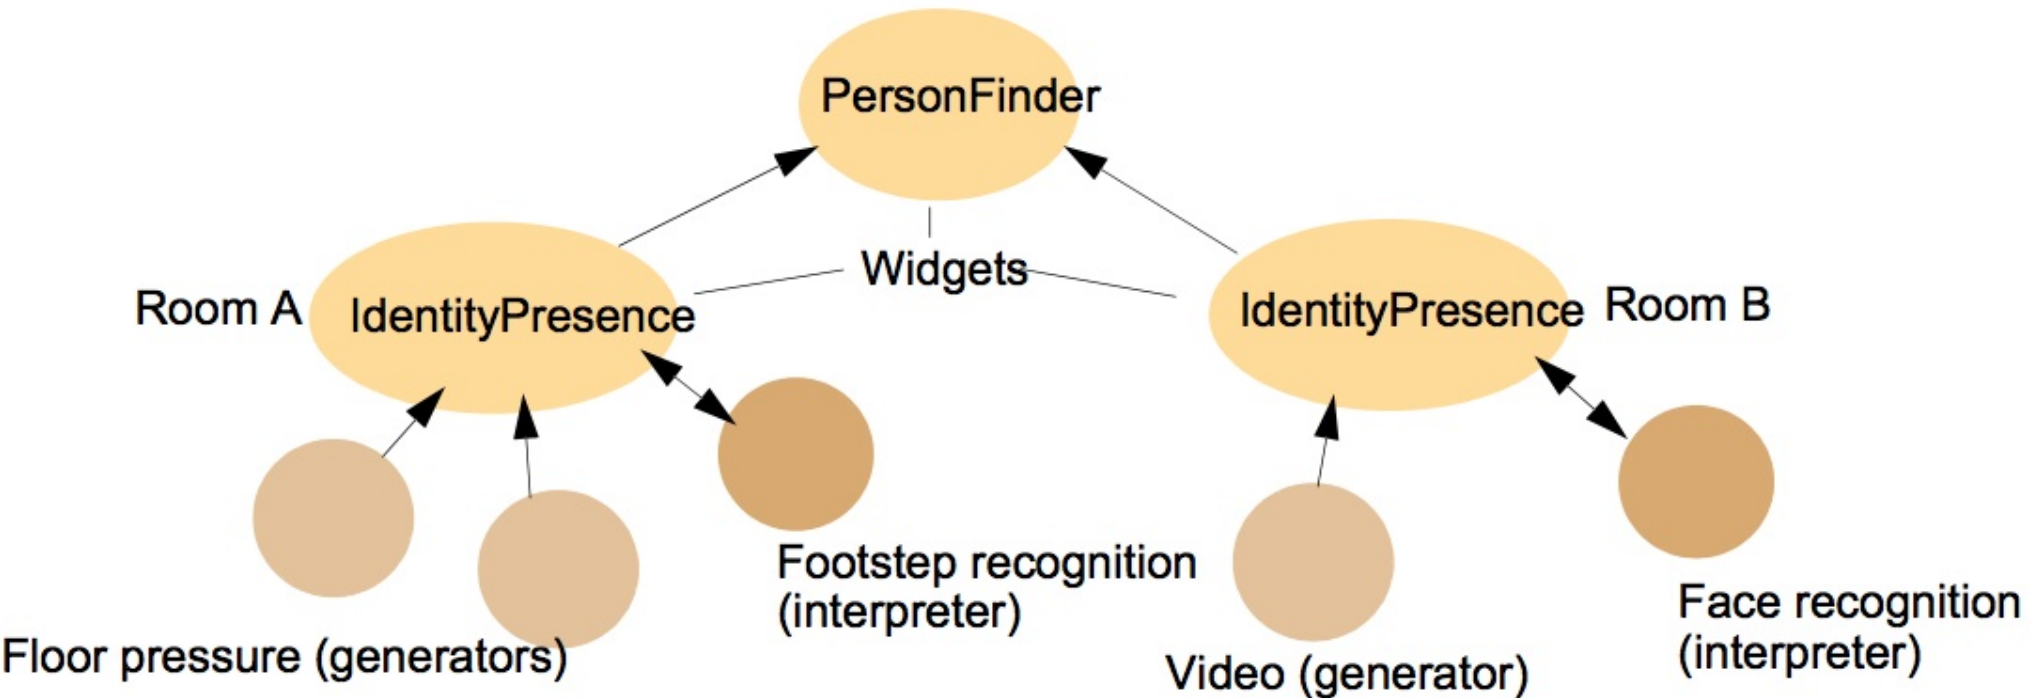 PersonFinder
Widgets
Room A
IdentityPresence
IdentityPresence
Room B
Footstep recognition
(interpreter)
Floor pressure (generators)
Face recognition
(interpreter)
Video (generator)